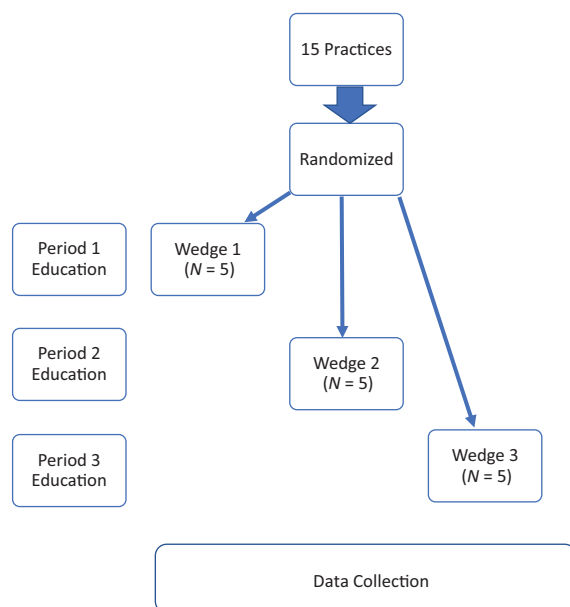 15 Practices
Randomized
Period 1
Education
Wedge 1
(N = 5)
Period 2
Education
Wedge 2
(N = 5)
Period 3
Education
Wedge 3
(N = 5)
Data Collection